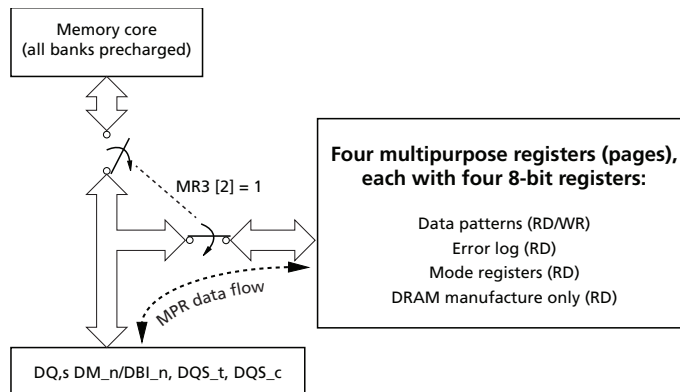 Memory core
(all banks precharged)
Four multipurpose registers (pages),
each with four 8-bit registers:
MR3 [2] = 1
Data patterns (RD/WR)
Error log (RD)
Mode registers (RD)
DRAM manufacture only (RD)
MPR data flow
DQ,s DM_n/DBI_n, DQS_t, DQS_c